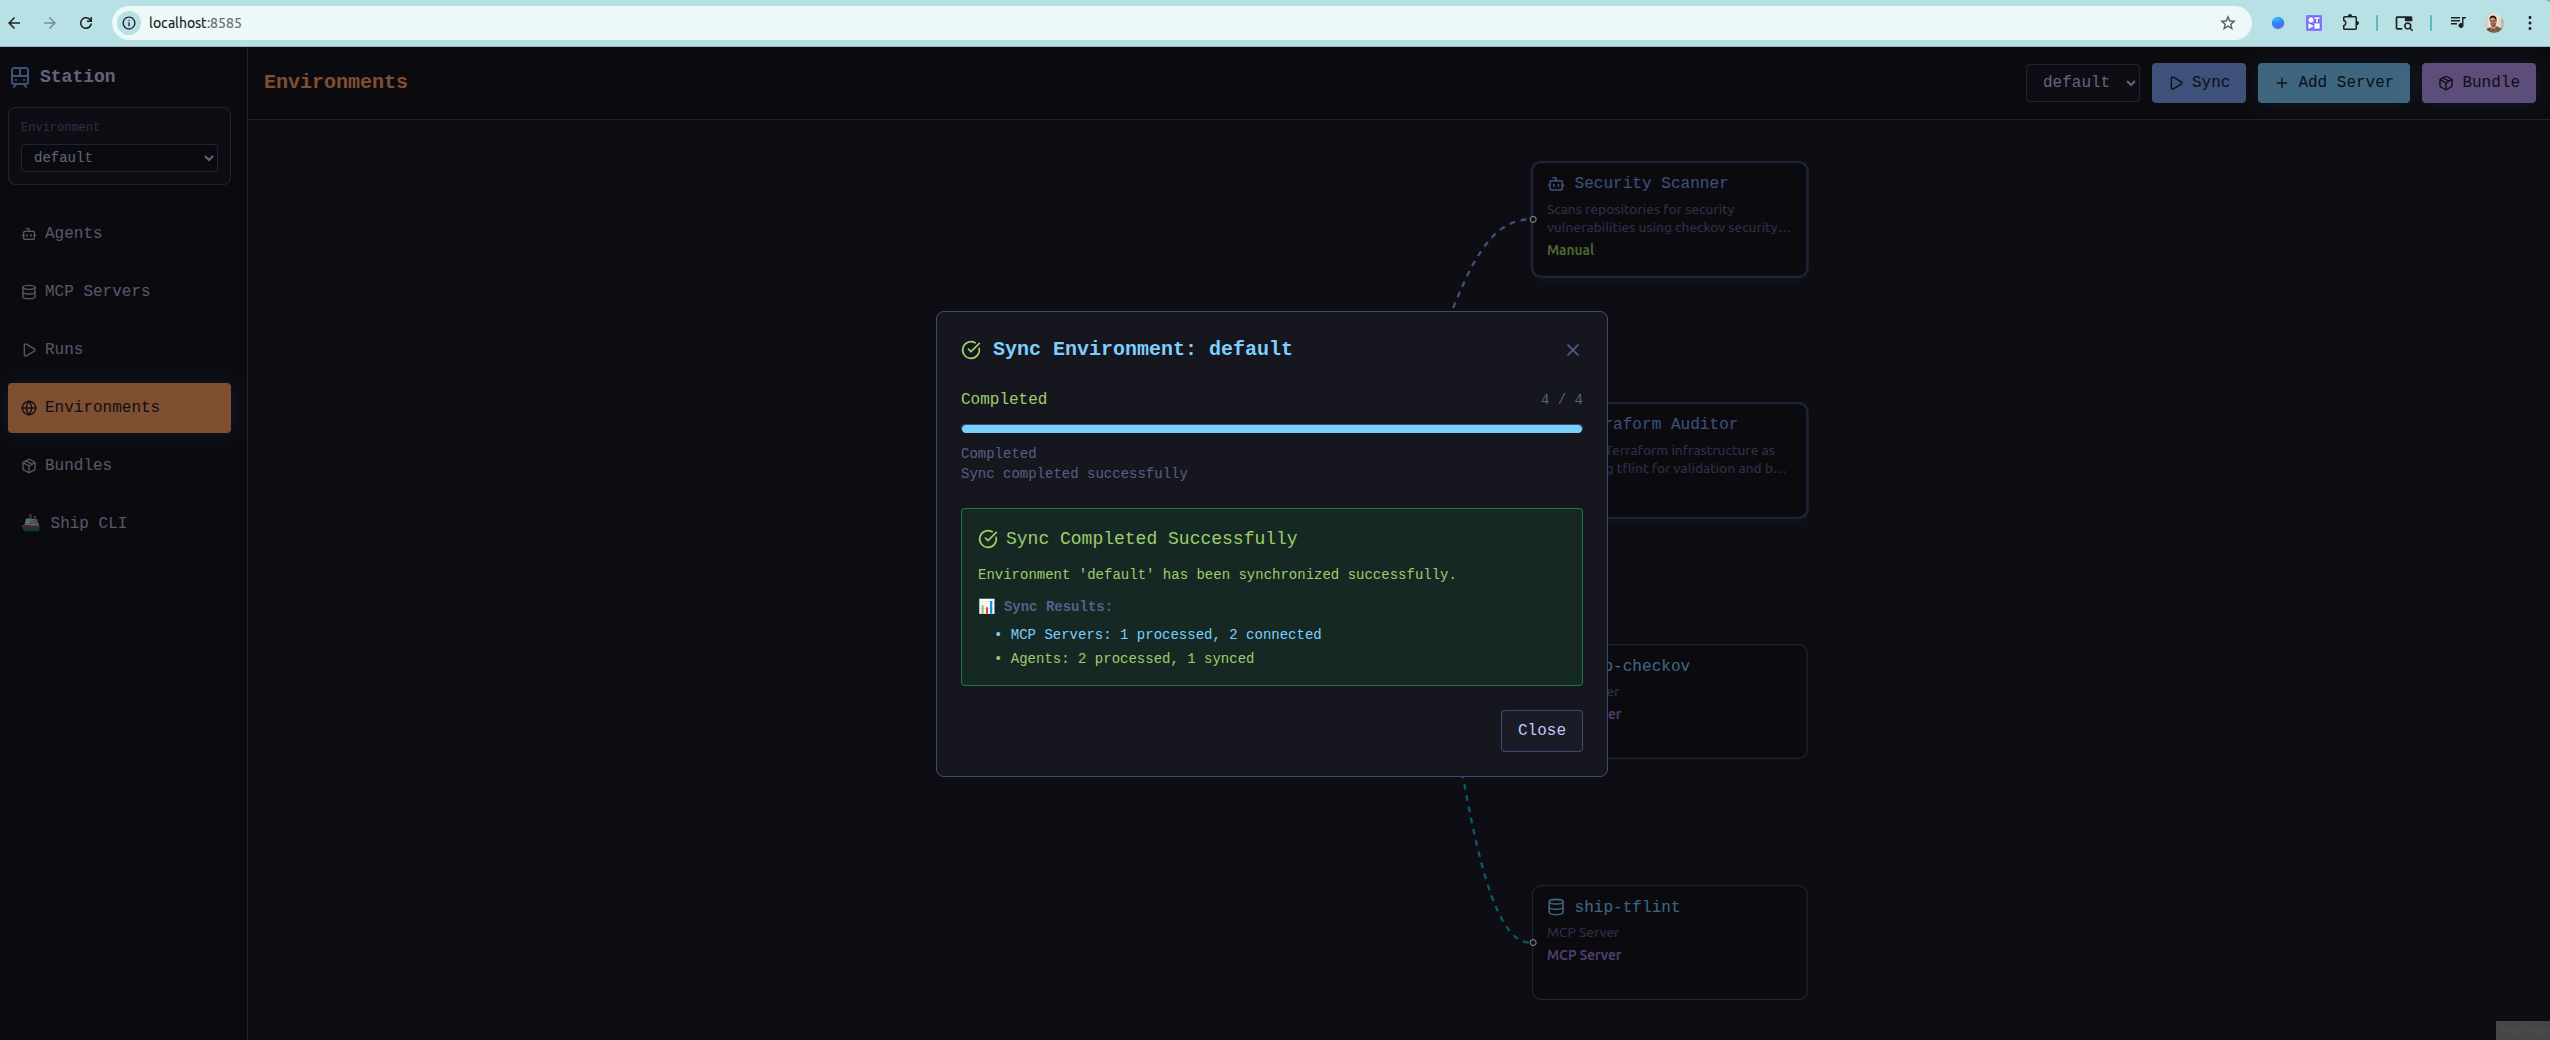 localhost:8585
Station
Environment
default
Agents
MCP Servers
Runs
Environments
Bundles
Ship CLI
Environments
default
Sync
Add Server
Bundle
Security Scanner
Scans repositories for security
vulnerabilities using checkov security...
Manual
Sync Environment: default
Completed
4 / 4
Completed
Sync completed successfully
Sync Completed Successfully
Environment 'default' has been synchronized successfully.
Sync Results:
• MCP Servers: 1 processed, 2 connected
• Agents: 2 processed, 1 synced
Close
raform Auditor
Terraform infrastructure as
g tflint for validation and b...
p-checkov
er
er
ship-tflint
MCP Server
MCP Server